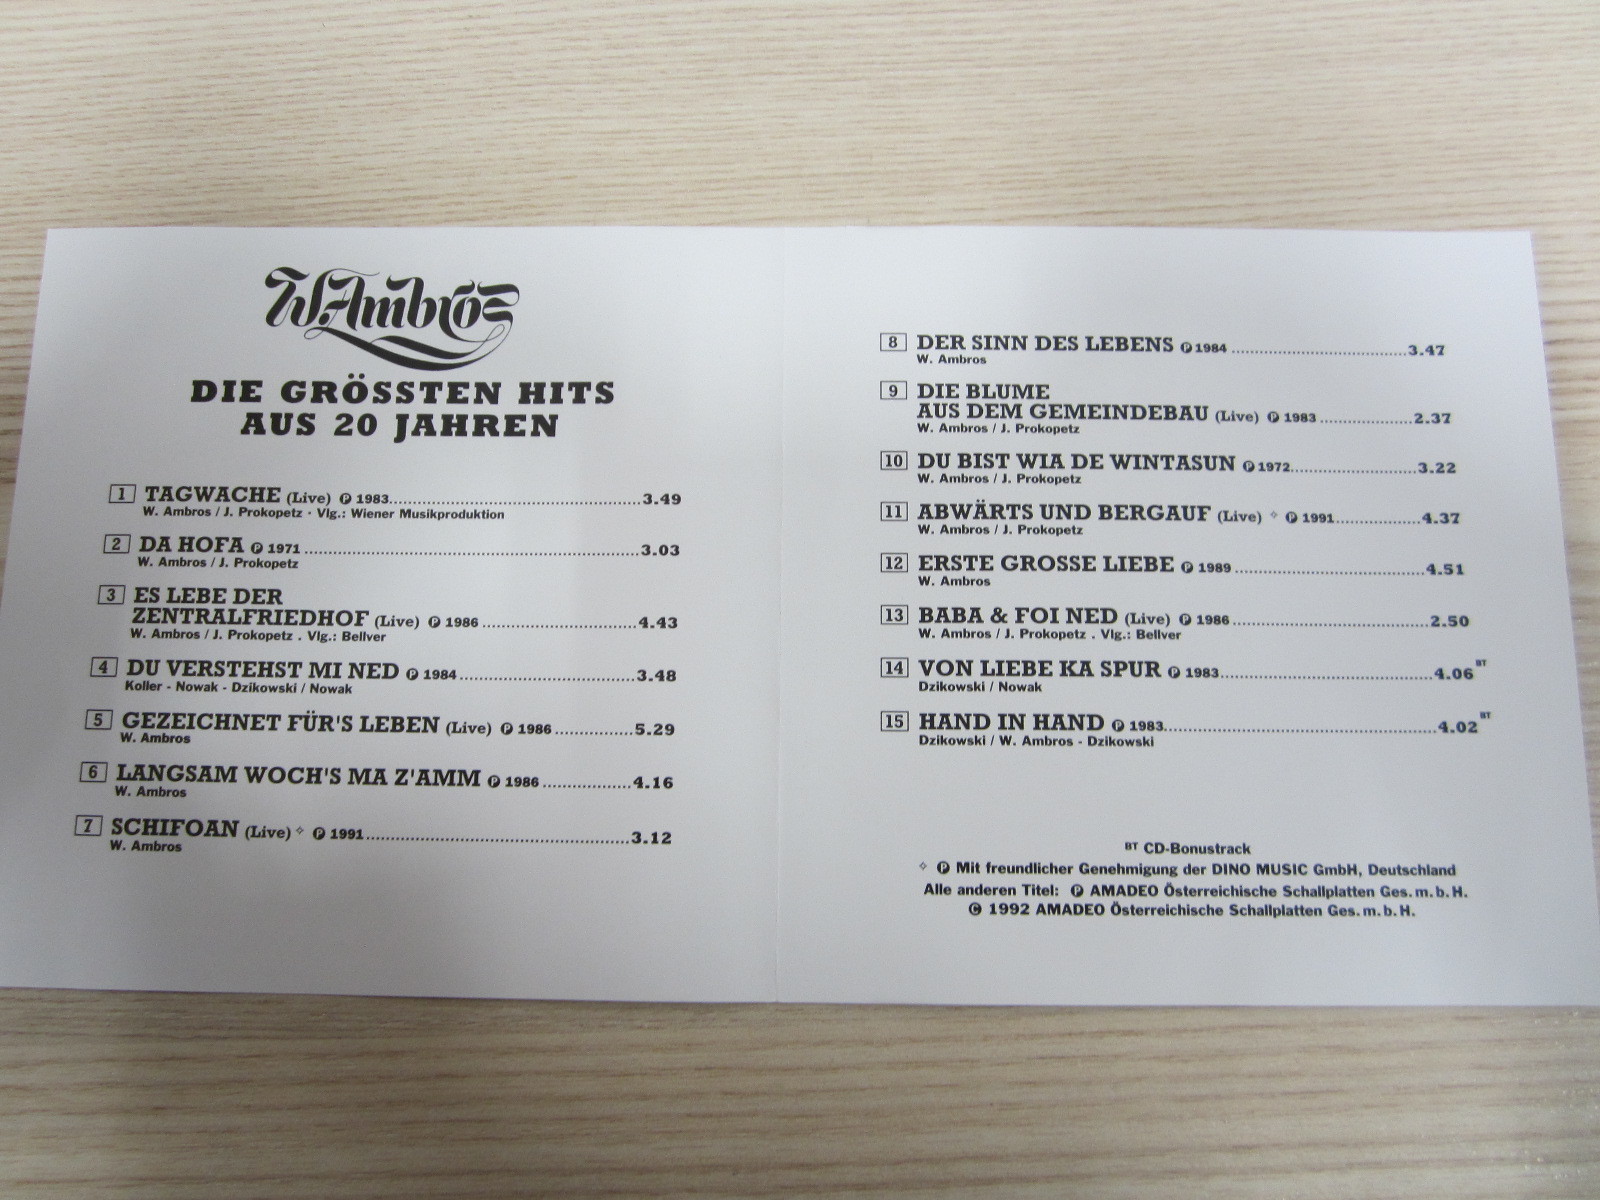 W. Ambros
DIE GRÖSSTEN HITS
AUS 20 JAHREN
1 TAGWACHE (Live) ℗ 1983 3.49
W. Ambros / J. Prokopetz · Vlg.: Wiener Musikproduktion
2 DA HOFA ℗ 1971 3.03
W. Ambros / J. Prokopetz
3 ES LEBE DER
ZENTRALFRIEDHOF (Live) ℗ 1986 4.43
W. Ambros / J. Prokopetz . Vlg.: Bellver
4 DU VERSTEHST MI NED ℗ 1984 3.48
Koller - Nowak - Dzikowski / Nowak
5 GEZEICHNET FÜR'S LEBEN (Live) ℗ 1986 5.29
W. Ambros
6 LANGSAM WOCH'S MA Z'AMM ℗ 1986 4.16
W. Ambros
7 SCHIFOAN (Live) ✧ ℗ 1991 3.12
W. Ambros
8 DER SINN DES LEBENS ℗ 1984 3.47
W. Ambros
9 DIE BLUME
AUS DEM GEMEINDEBAU (Live) ℗ 1983 2.37
W. Ambros / J. Prokopetz
10 DU BIST WIA DE WINTASUN ℗ 1972 3.22
W. Ambros / J. Prokopetz
11 ABWÄRTS UND BERGAUF (Live) ✧ ℗ 1991 4.37
W. Ambros / J. Prokopetz
12 ERSTE GROSSE LIEBE ℗ 1989 4.51
W. Ambros
13 BABA & FOI NED (Live) ℗ 1986 2.50
W. Ambros / J. Prokopetz . Vlg.: Bellver
14 VON LIEBE KA SPUR ℗ 1983 4.06 BT
Dzikowski / Nowak
15 HAND IN HAND ℗ 1983 4.02 BT
Dzikowski / W. Ambros - Dzikowski
BT CD-Bonustrack
✧ ℗ Mit freundlicher Genehmigung der DINO MUSIC GmbH, Deutschland
Alle anderen Titel: ℗ AMADEO Österreichische Schallplatten Ges.m.b.H.
© 1992 AMADEO Österreichische Schallplatten Ges.m.b.H.